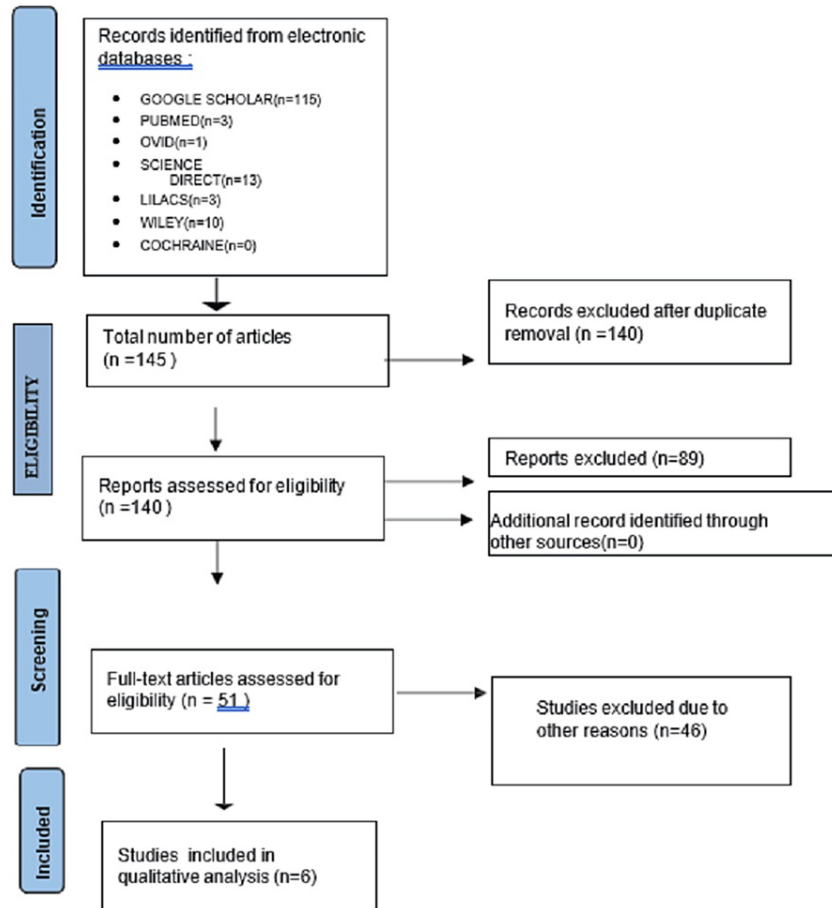 Identification
Records identified from electronic
databases :
• GOOGLE SCHOLAR(n=115)
• PUBMED(n=3)
• OVID(n=1)
• SCIENCE
DIRECT(n=13)
• LILACS(n=3)
• WILEY(n=10)
• COCHRAINE(n=0)
ELIGIBILITY
Total number of articles
(n =145 )
Records excluded after duplicate
removal (n =140)
Reports assessed for eligibility
(n =140 )
Reports excluded (n=89)
Additional record identified through
other sources(n=0)
Screening
Full-text articles assessed for
eligibility (n = 51 )
Studies excluded due to
other reasons (n=46)
Included
Studies included in
qualitative analysis (n=6)